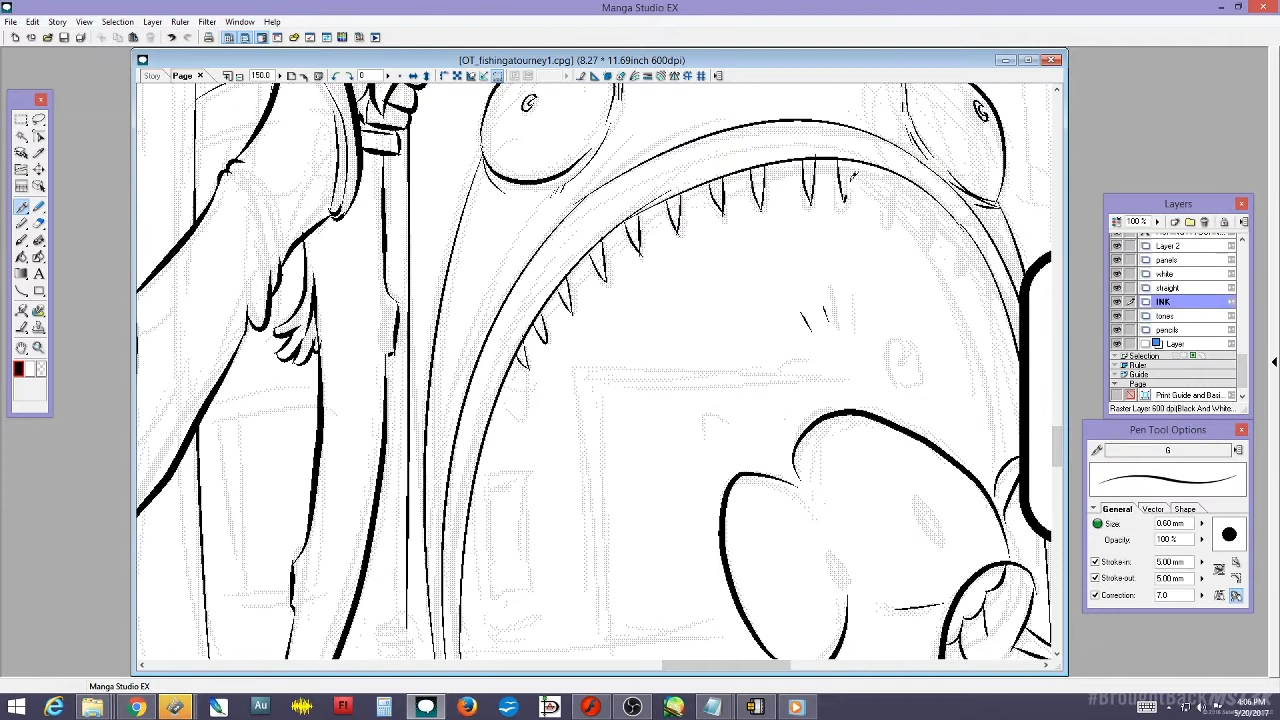 Manga Studio EX
File Edit Story View Selection Layer Ruler Filter Window Help
[OT_fishingatourney1.cpg] (8.27 * 11.69inch 600dpi)
Story Page 150.0 0
Layers
100 %
Layer 2
panels
white
straight
INK
tones
pencils
Layer
Selection
Ruler
Guide
Page
Print Guide and Basi...
Raster Layer 600 dpi(Black And White...
Pen Tool Options
G
General Vector Shape
Size: 0.60 mm
Opacity: 100 %
Stroke-in: 5.00 mm
Stroke-out: 5.00 mm
Correction: 7.0
Manga Studio EX
Au Fl
4:06 PM
5/20/2017